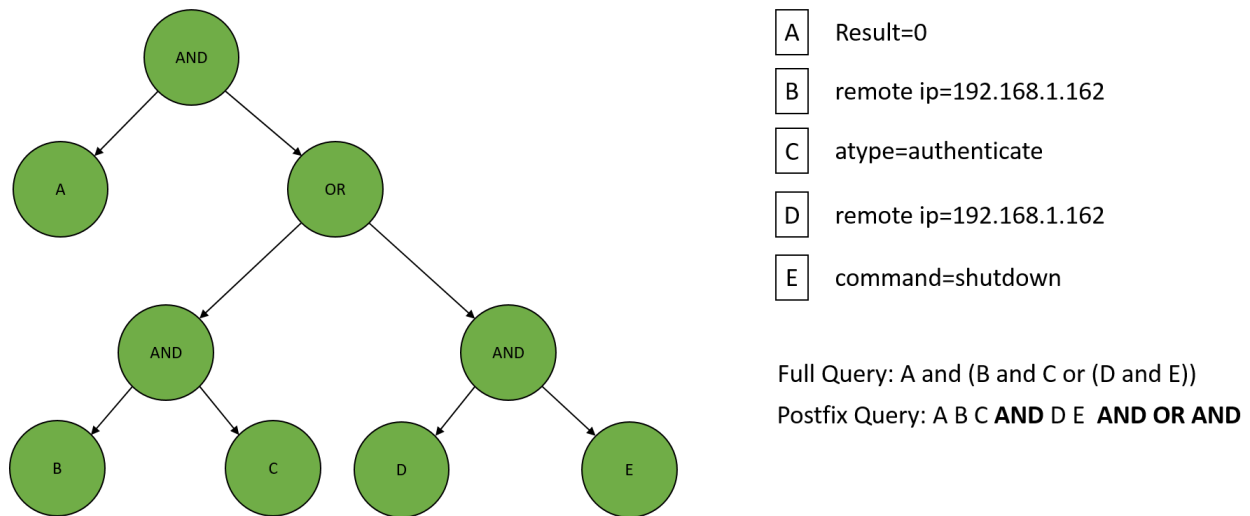 AND
A
OR
AND
AND
B
C
D
E
A Result=0
B remote ip=192.168.1.162
C atype=authenticate
D remote ip=192.168.1.162
E command=shutdown
Full Query: A and (B and C or (D and E))
Postfix Query: A B C AND D E AND OR AND